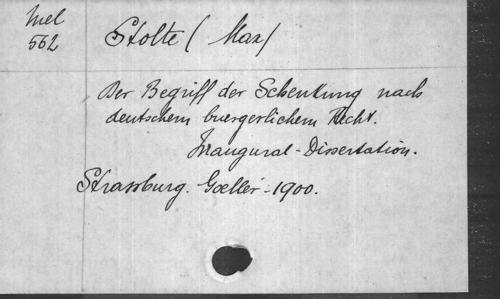 Mel
562
Stolte (Max)
Der Begriff der Schenkung nach
deutschem buergerlichem Recht.
Inaugural-Dissertation.
Strassburg. Goeller - 1900.